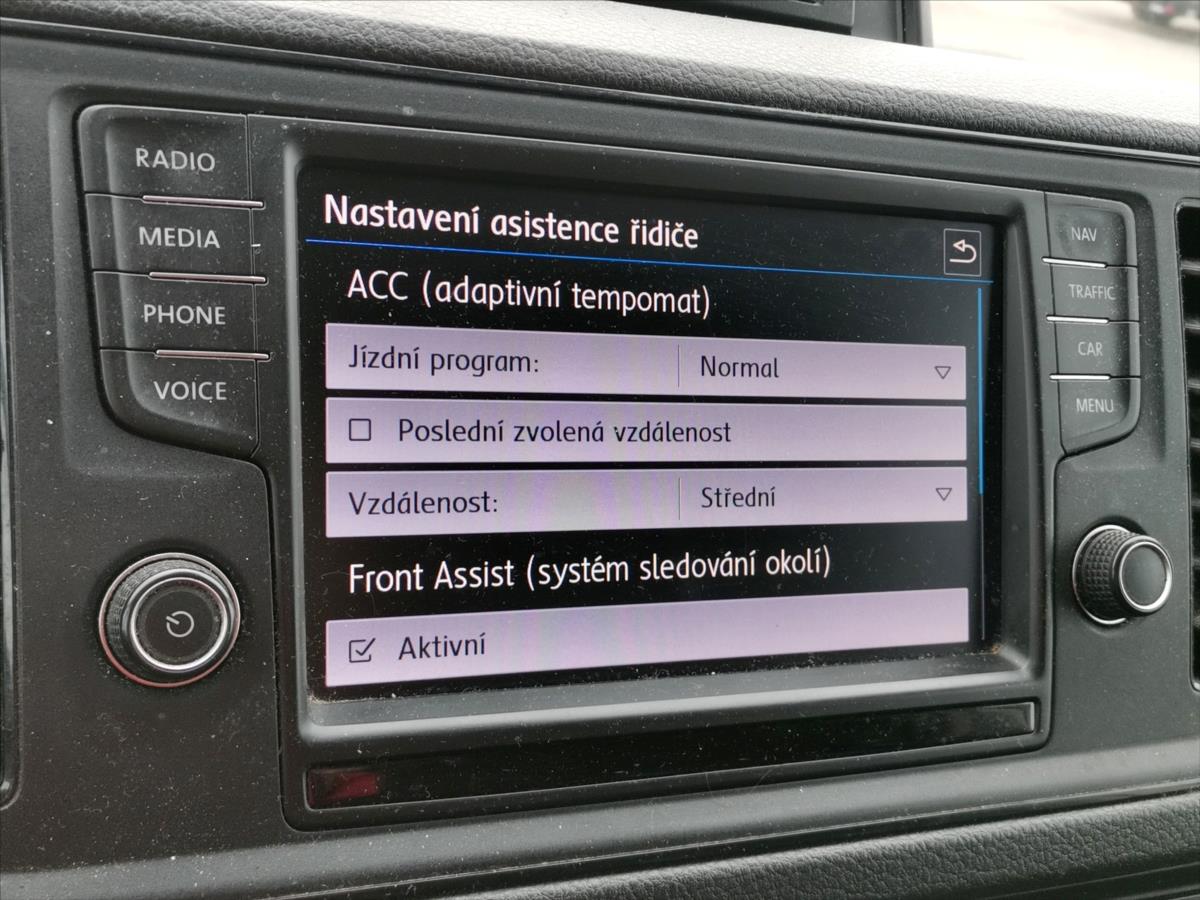 RADIO
MEDIA
PHONE
VOICE
Nastavení asistence řidiče
ACC (adaptivní tempomat)
Jízdní program: Normal
Poslední zvolená vzdálenost
Vzdálenost: Střední
Front Assist (systém sledování okolí)
Aktivní
NAV
TRAFFIC
CAR
MENU